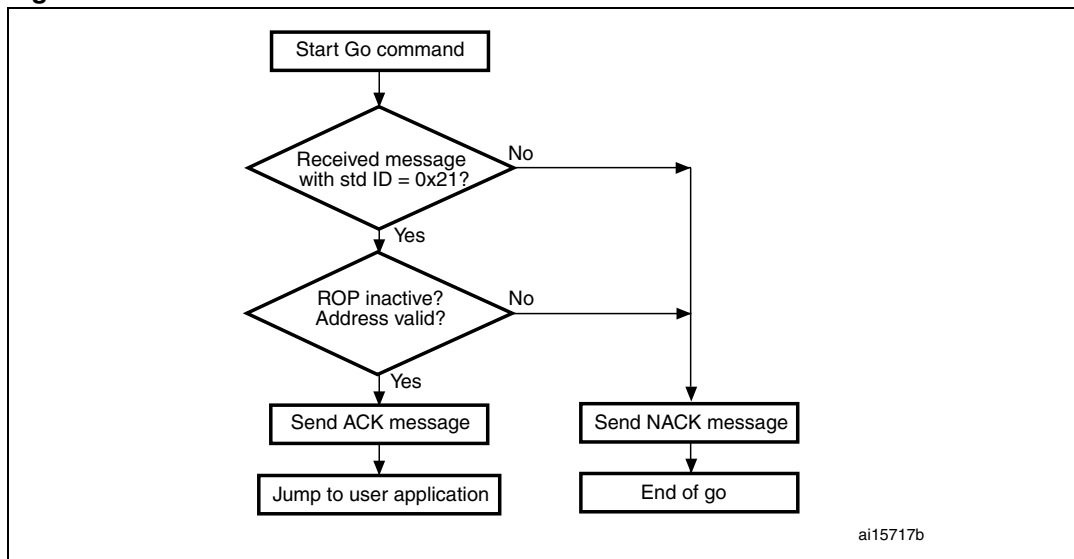 Start Go command
Received message
with std ID = 0x21?
No
Yes
ROP inactive?
Address valid?
No
Yes
Send ACK message
Send NACK message
Jump to user application
End of go
ai15717b